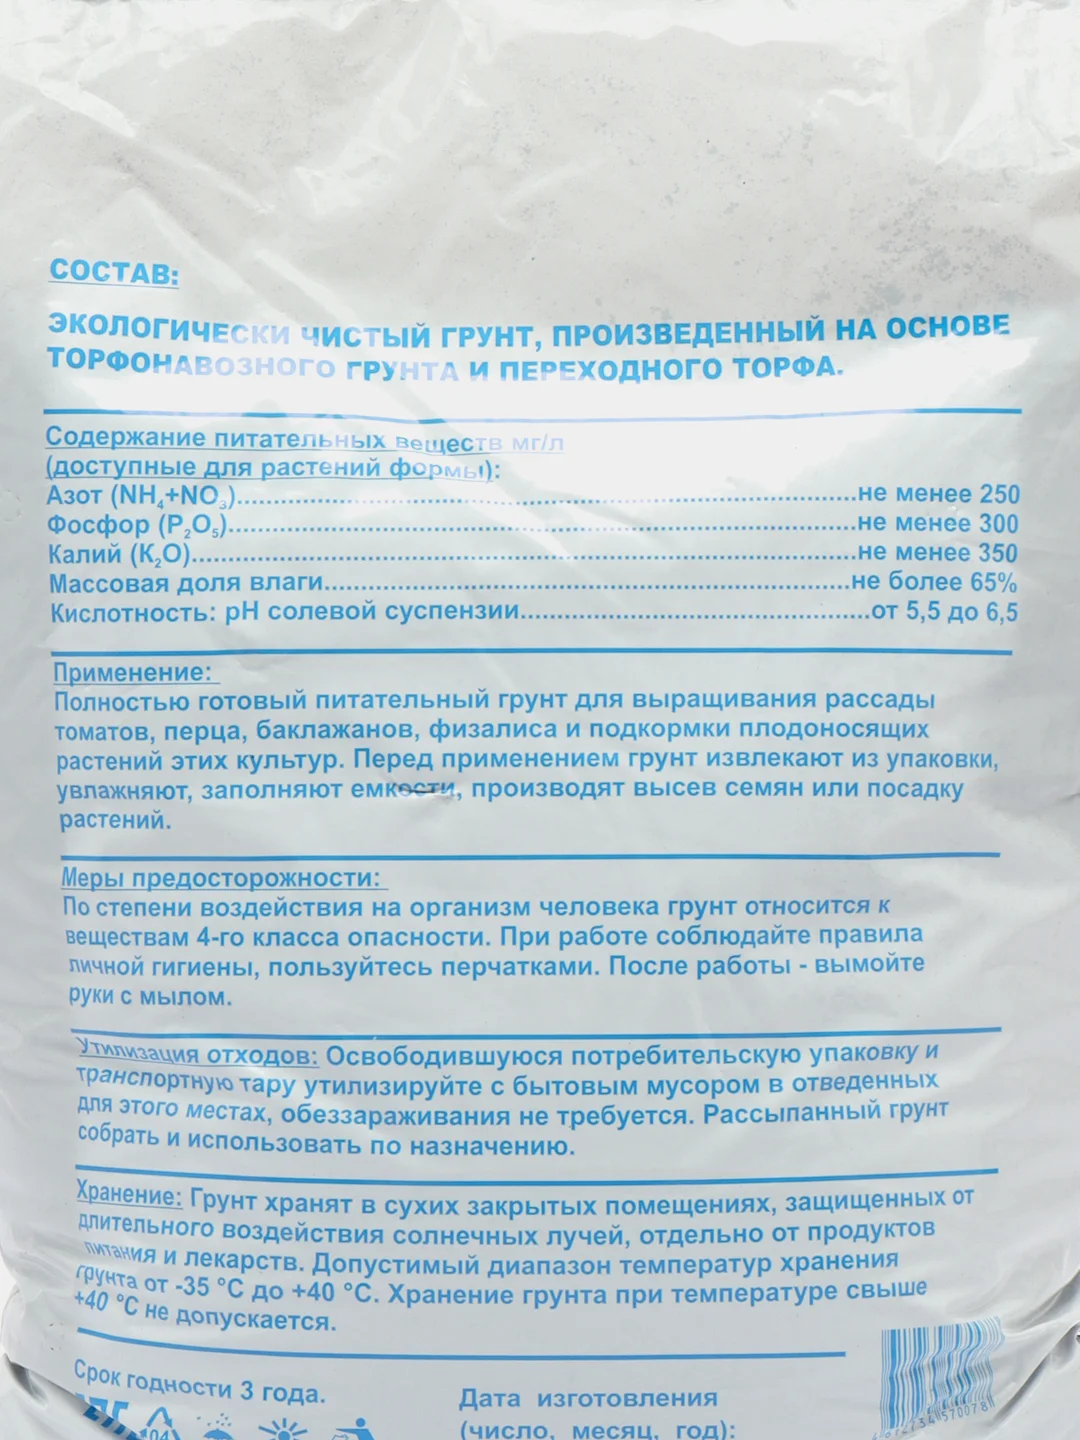 СОСТАВ:
ЭКОЛОГИЧЕСКИ ЧИСТЫЙ ГРУНТ, ПРОИЗВЕДЕННЫЙ НА ОСНОВЕ
ТОРФОНАВОЗНОГО ГРУНТА И ПЕРЕХОДНОГО ТОРФА.
Содержание питательных веществ мг/л
(доступные для растений формы):
Азот (NH₄+NO₃)...не менее 250
Фосфор (P₂O₅)...не менее 300
Калий (K₂O)...не менее 350
Массовая доля влаги...не более 65%
Кислотность: pH солевой суспензии...от 5,5 до 6,5
Применение:
Полностью готовый питательный грунт для выращивания рассады
томатов, перца, баклажанов, физалиса и подкормки плодоносящих
растений этих культур. Перед применением грунт извлекают из упаковки,
увлажняют, заполняют емкости, производят высев семян или посадку
растений.
Меры предосторожности:
По степени воздействия на организм человека грунт относится к
веществам 4-го класса опасности. При работе соблюдайте правила
личной гигиены, пользуйтесь перчатками. После работы - вымойте
руки с мылом.
Утилизация отходов: Освободившуюся потребительскую упаковку и
транспортную тару утилизируйте с бытовым мусором в отведенных
для этого местах, обеззараживания не требуется. Рассыпанный грунт
собрать и использовать по назначению.
Хранение: Грунт хранят в сухих закрытых помещениях, защищенных от
длительного воздействия солнечных лучей, отдельно от продуктов
питания и лекарств. Допустимый диапазон температур хранения
грунта от -35 °С до +40 °С. Хранение грунта при температуре свыше
+40 °С не допускается.
Срок годности 3 года.
Дата изготовления
(число, месяц, год):
04